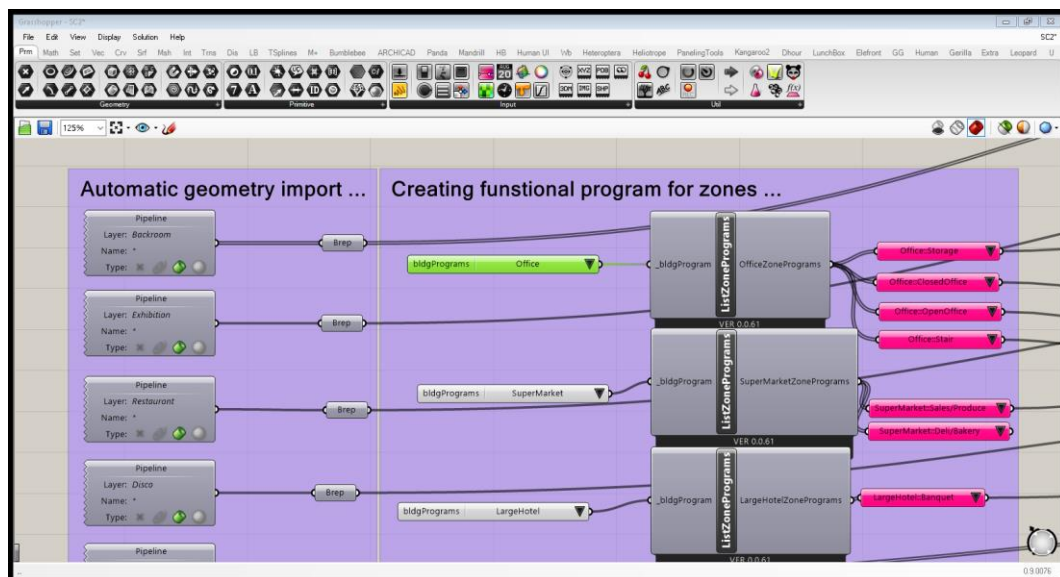 Grasshopper - SC2*
File Edit View Display Solution Help
SC2*
Prm Math Set Vec Crv Srf Msh Int Trns Dia LB TSplines M+ Bumblebee ARCHICAD Panda Mandrill HB Human UI Wb Heteroptera Heliotrope PanelingTools Kangaroo2 Dhour LunchBox Elefront GG Human Gorilla Extra Leopard U
Geometry
Primitive
Input
Util
125%
Automatic geometry import ...
Creating funstional program for zones ...
Pipeline
Layer: Backroom
Name: *
Type:
Brep
bldgPrograms Office
_bldgProgram
ListZonePrograms
OfficeZonePrograms
VER 0.0.61
Office::Storage
Office::ClosedOffice
Office::OpenOffice
Office::Stair
Pipeline
Layer: Exhibition
Name: *
Type:
Brep
bldgPrograms SuperMarket
_bldgProgram
ListZonePrograms
SuperMarketZonePrograms
VER 0.0.61
SuperMarket::Sales/Produce
SuperMarket::Deli/Bakery
Pipeline
Layer: Restaurant
Name: *
Type:
Brep
bldgPrograms LargeHotel
_bldgProgram
ListZonePrograms
LargeHotelZonePrograms
VER 0.0.61
LargeHotel::Banquet
Pipeline
Layer: Disco
Name: *
Type:
Brep
Pipeline
0.9.0076